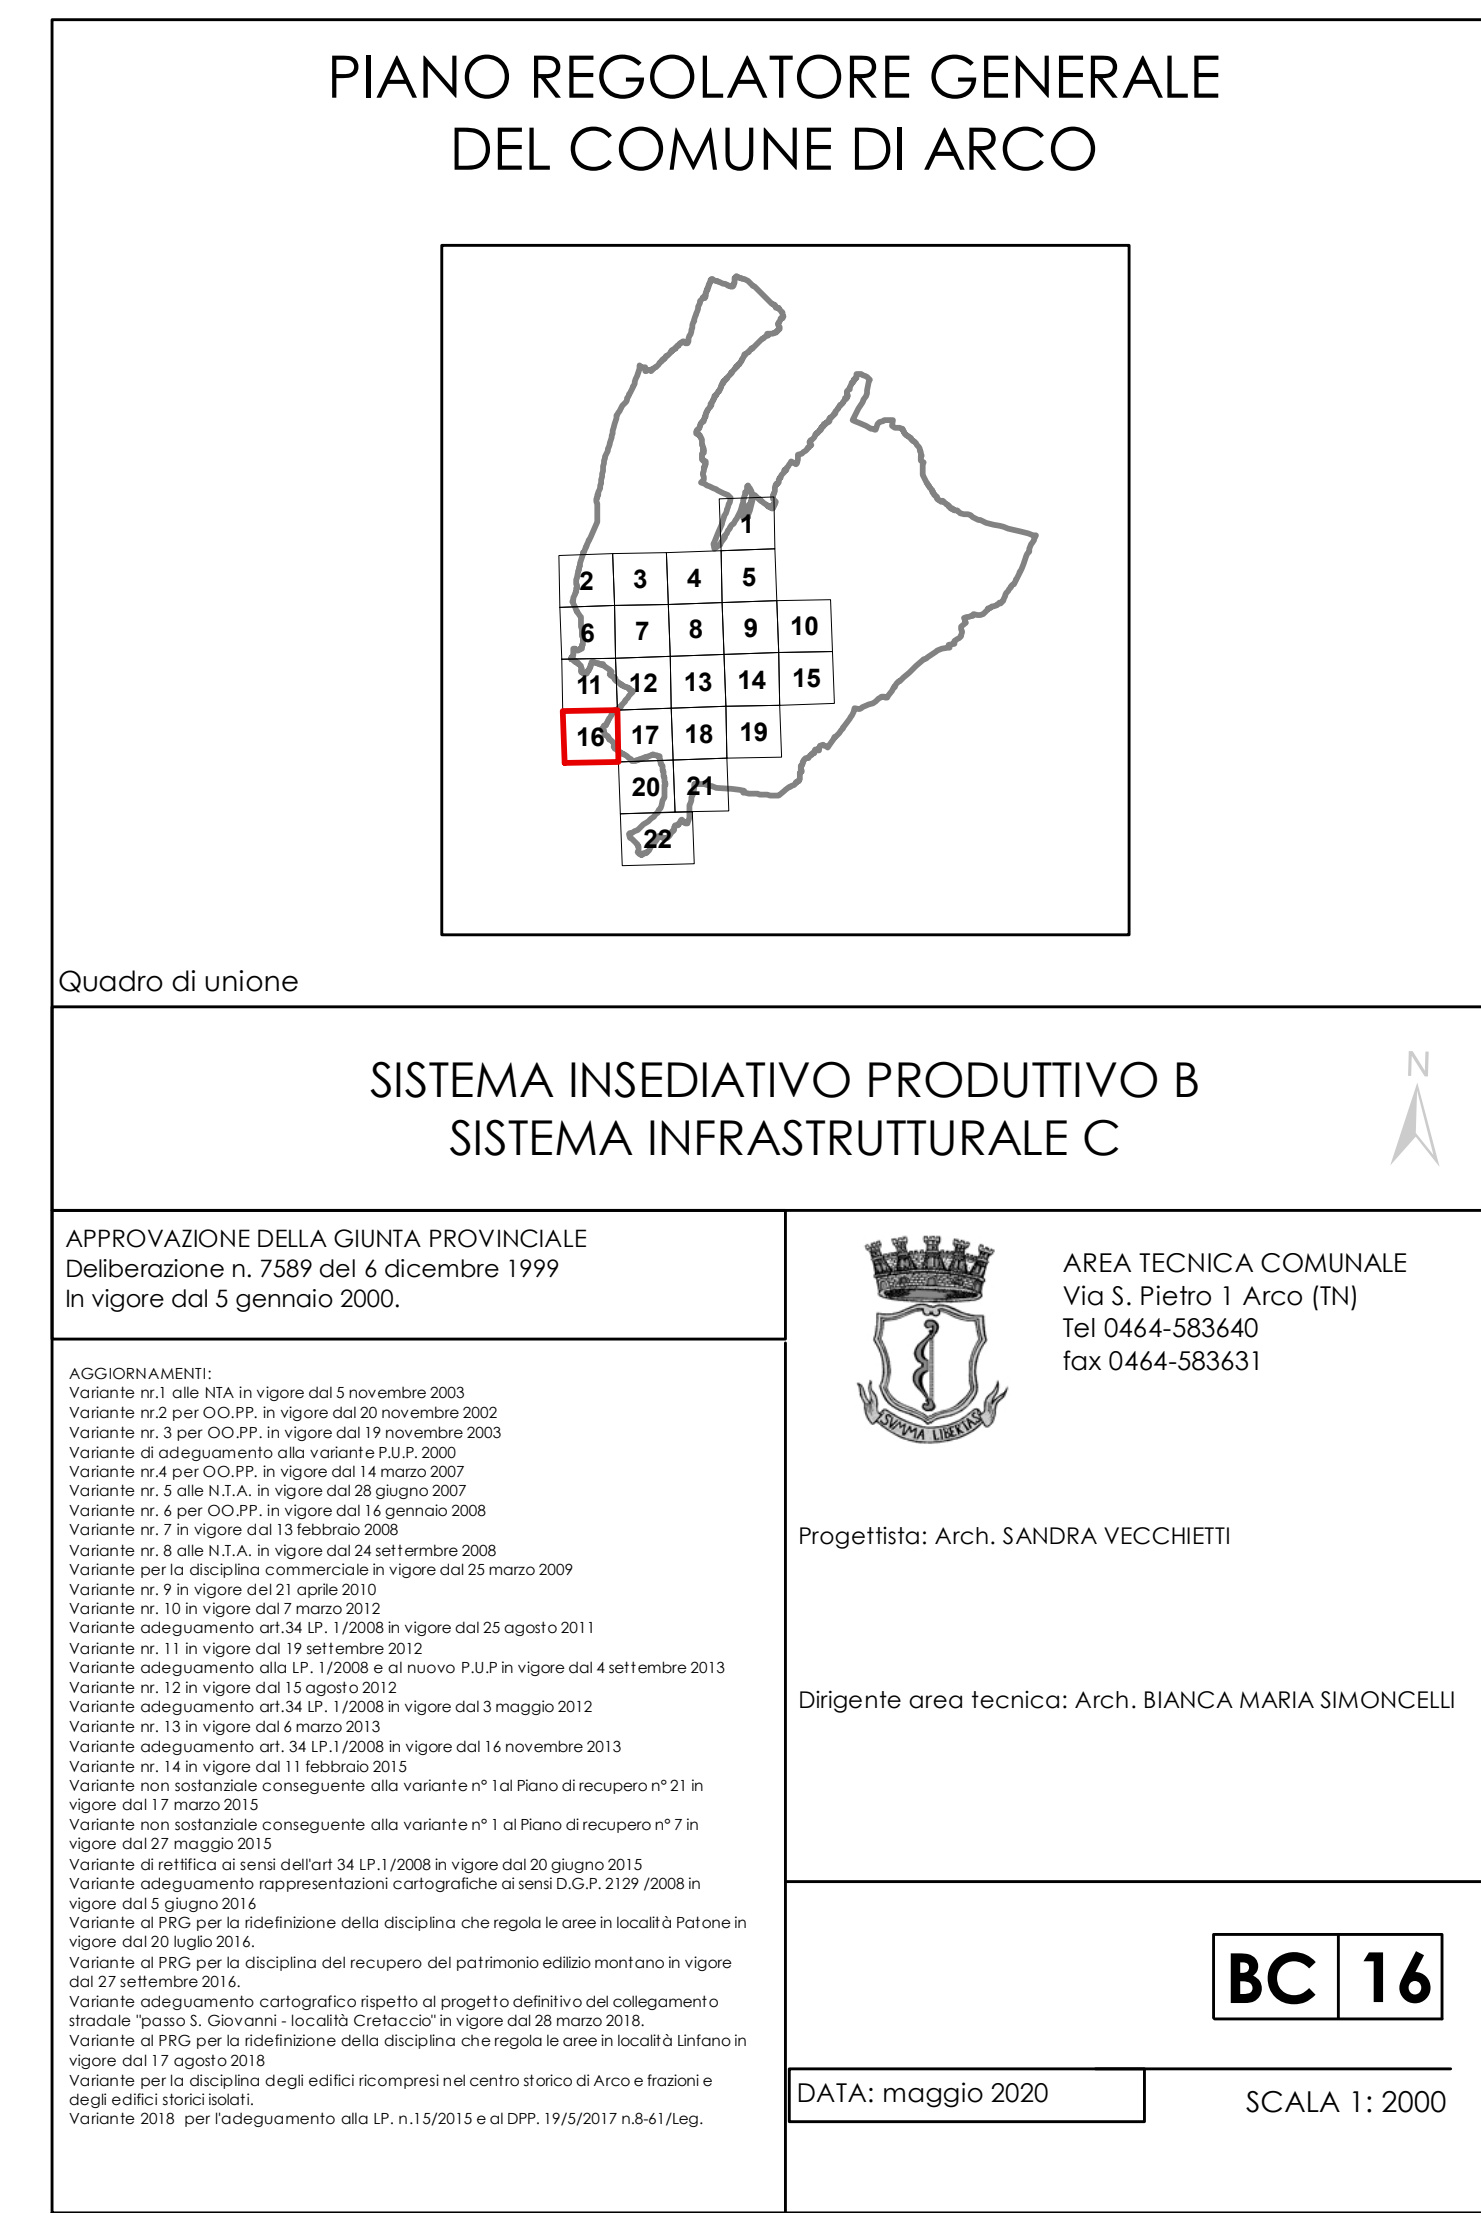 PIANO REGOLATORE GENERALE
DEL COMUNE DI ARCO
1
2 3 4 5
6 7 8 9 10
11 12 13 14 15
16 17 18 19
20 21
22
Quadro di unione
SISTEMA INSEDIATIVO PRODUTTIVO B
SISTEMA INFRASTRUTTURALE C
N
APPROVAZIONE DELLA GIUNTA PROVINCIALE
Deliberazione n. 7589 del 6 dicembre 1999
In vigore dal 5 gennaio 2000.
AGGIORNAMENTI:
Variante nr.1 alle NTA in vigore dal 5 novembre 2003
Variante nr.2 per OO.PP. in vigore dal 20 novembre 2002
Variante nr. 3 per OO.PP. in vigore dal 19 novembre 2003
Variante di adeguamento alla variante P.U.P. 2000
Variante nr.4 per OO.PP. in vigore dal 14 marzo 2007
Variante nr. 5 alle N.T.A. in vigore dal 28 giugno 2007
Variante nr. 6 per OO.PP. in vigore dal 16 gennaio 2008
Variante nr. 7 in vigore dal 13 febbraio 2008
Variante nr. 8 alle N.T.A. in vigore dal 24 settermbre 2008
Variante per la disciplina commerciale in vigore dal 25 marzo 2009
Variante nr. 9 in vigore del 21 aprile 2010
Variante nr. 10 in vigore dal 7 marzo 2012
Variante adeguamento art.34 LP. 1/2008 in vigore dal 25 agosto 2011
Variante nr. 11 in vigore dal 19 settembre 2012
Variante adeguamento alla LP. 1/2008 e al nuovo P.U.P in vigore dal 4 settembre 2013
Variante nr. 12 in vigore dal 15 agosto 2012
Variante adeguamento art.34 LP. 1/2008 in vigore dal 3 maggio 2012
Variante nr. 13 in vigore dal 6 marzo 2013
Variante adeguamento art. 34 LP.1/2008 in vigore dal 16 novembre 2013
Variante nr. 14 in vigore dal 11 febbraio 2015
Variante non sostanziale conseguente alla variante n° 1al Piano di recupero n° 21 in
vigore dal 17 marzo 2015
Variante non sostanziale conseguente alla variante n° 1 al Piano di recupero n° 7 in
vigore dal 27 maggio 2015
Variante di rettifica ai sensi dell'art 34 LP.1/2008 in vigore dal 20 giugno 2015
Variante adeguamento rappresentazioni cartografiche ai sensi D.G.P. 2129 /2008 in
vigore dal 5 giugno 2016
Variante al PRG per la ridefinizione della disciplina che regola le aree in località Patone in
vigore dal 20 luglio 2016.
Variante al PRG per la disciplina del recupero del patrimonio edilizio montano in vigore
dal 27 settembre 2016.
Variante adeguamento cartografico rispetto al progetto definitivo del collegamento
stradale "passo S. Giovanni - località Cretaccio" in vigore dal 28 marzo 2018.
Variante al PRG per la ridefinizione della disciplina che regola le aree in località Linfano in
vigore dal 17 agosto 2018
Variante per la disciplina degli edifici ricompresi nel centro storico di Arco e frazioni e
degli edifici storici isolati.
Variante 2018 per l'adeguamento alla LP. n.15/2015 e al DPP. 19/5/2017 n.8-61/Leg.
SVMMA LIBERTAS
AREA TECNICA COMUNALE
Via S. Pietro 1 Arco (TN)
Tel 0464-583640
fax 0464-583631
Progettista: Arch. SANDRA VECCHIETTI
Dirigente area tecnica: Arch. BIANCA MARIA SIMONCELLI
BC 16
DATA: maggio 2020
SCALA 1: 2000